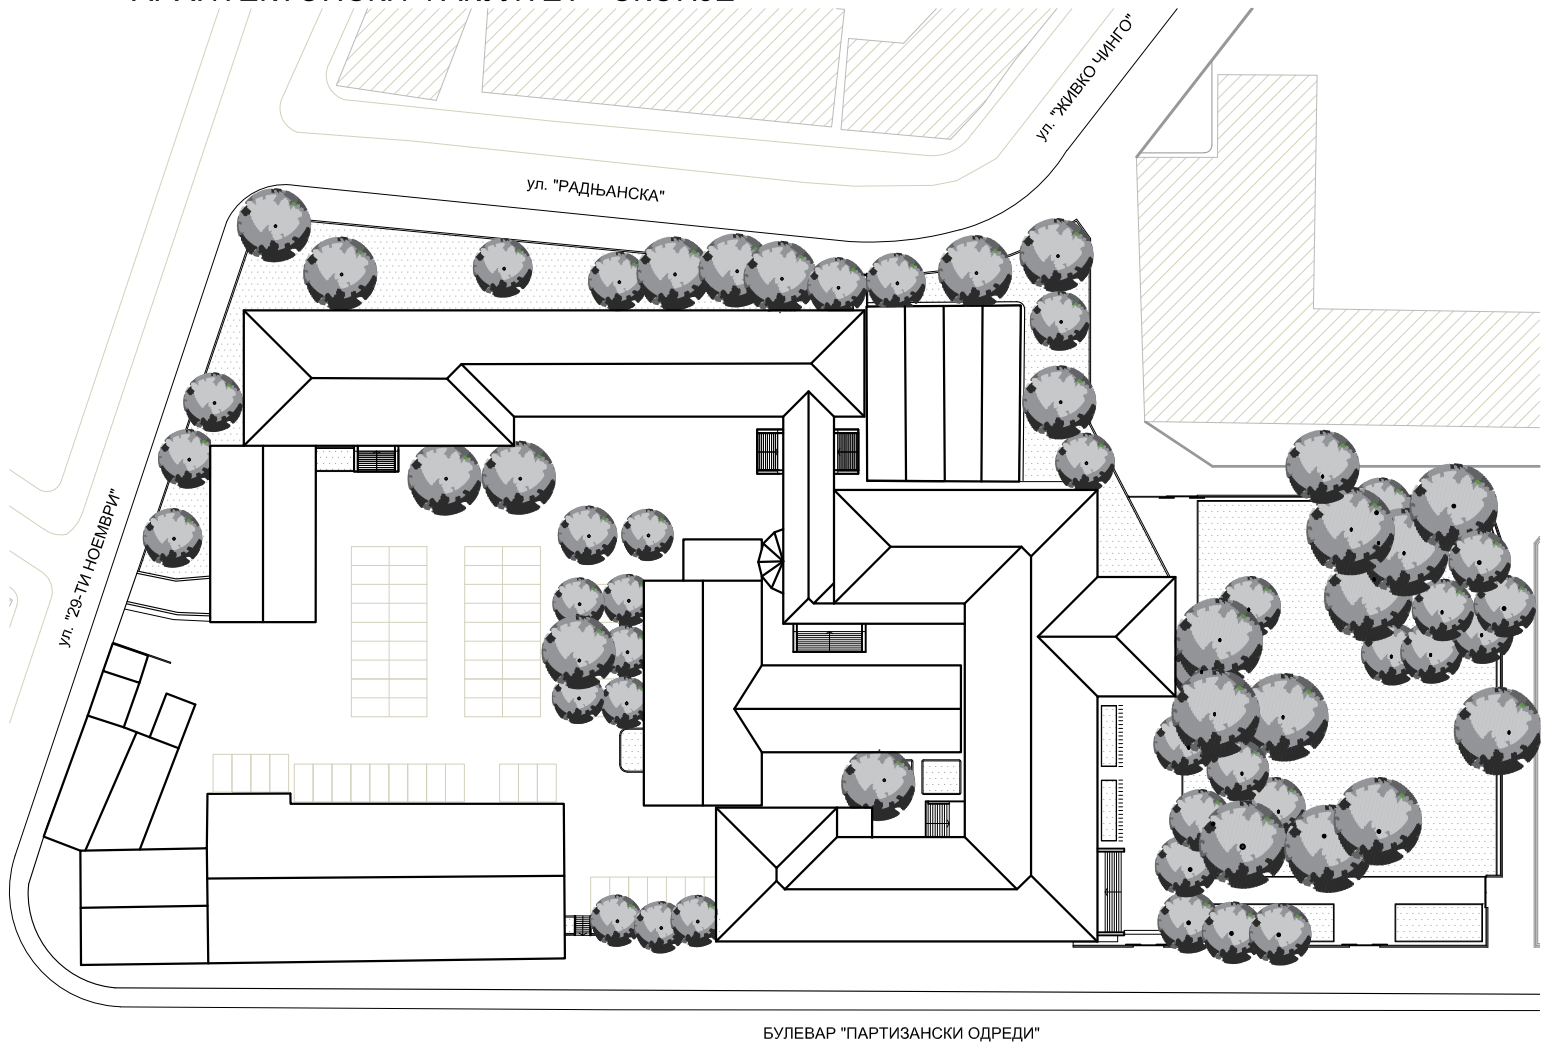 ул. "ЖИВКО ЧИНГО"
ул. "РАДЊАНСКА"
ул. "29-ТИ НОЕМВРИ"
БУЛЕВАР "ПАРТИЗАНСКИ ОДРЕДИ"